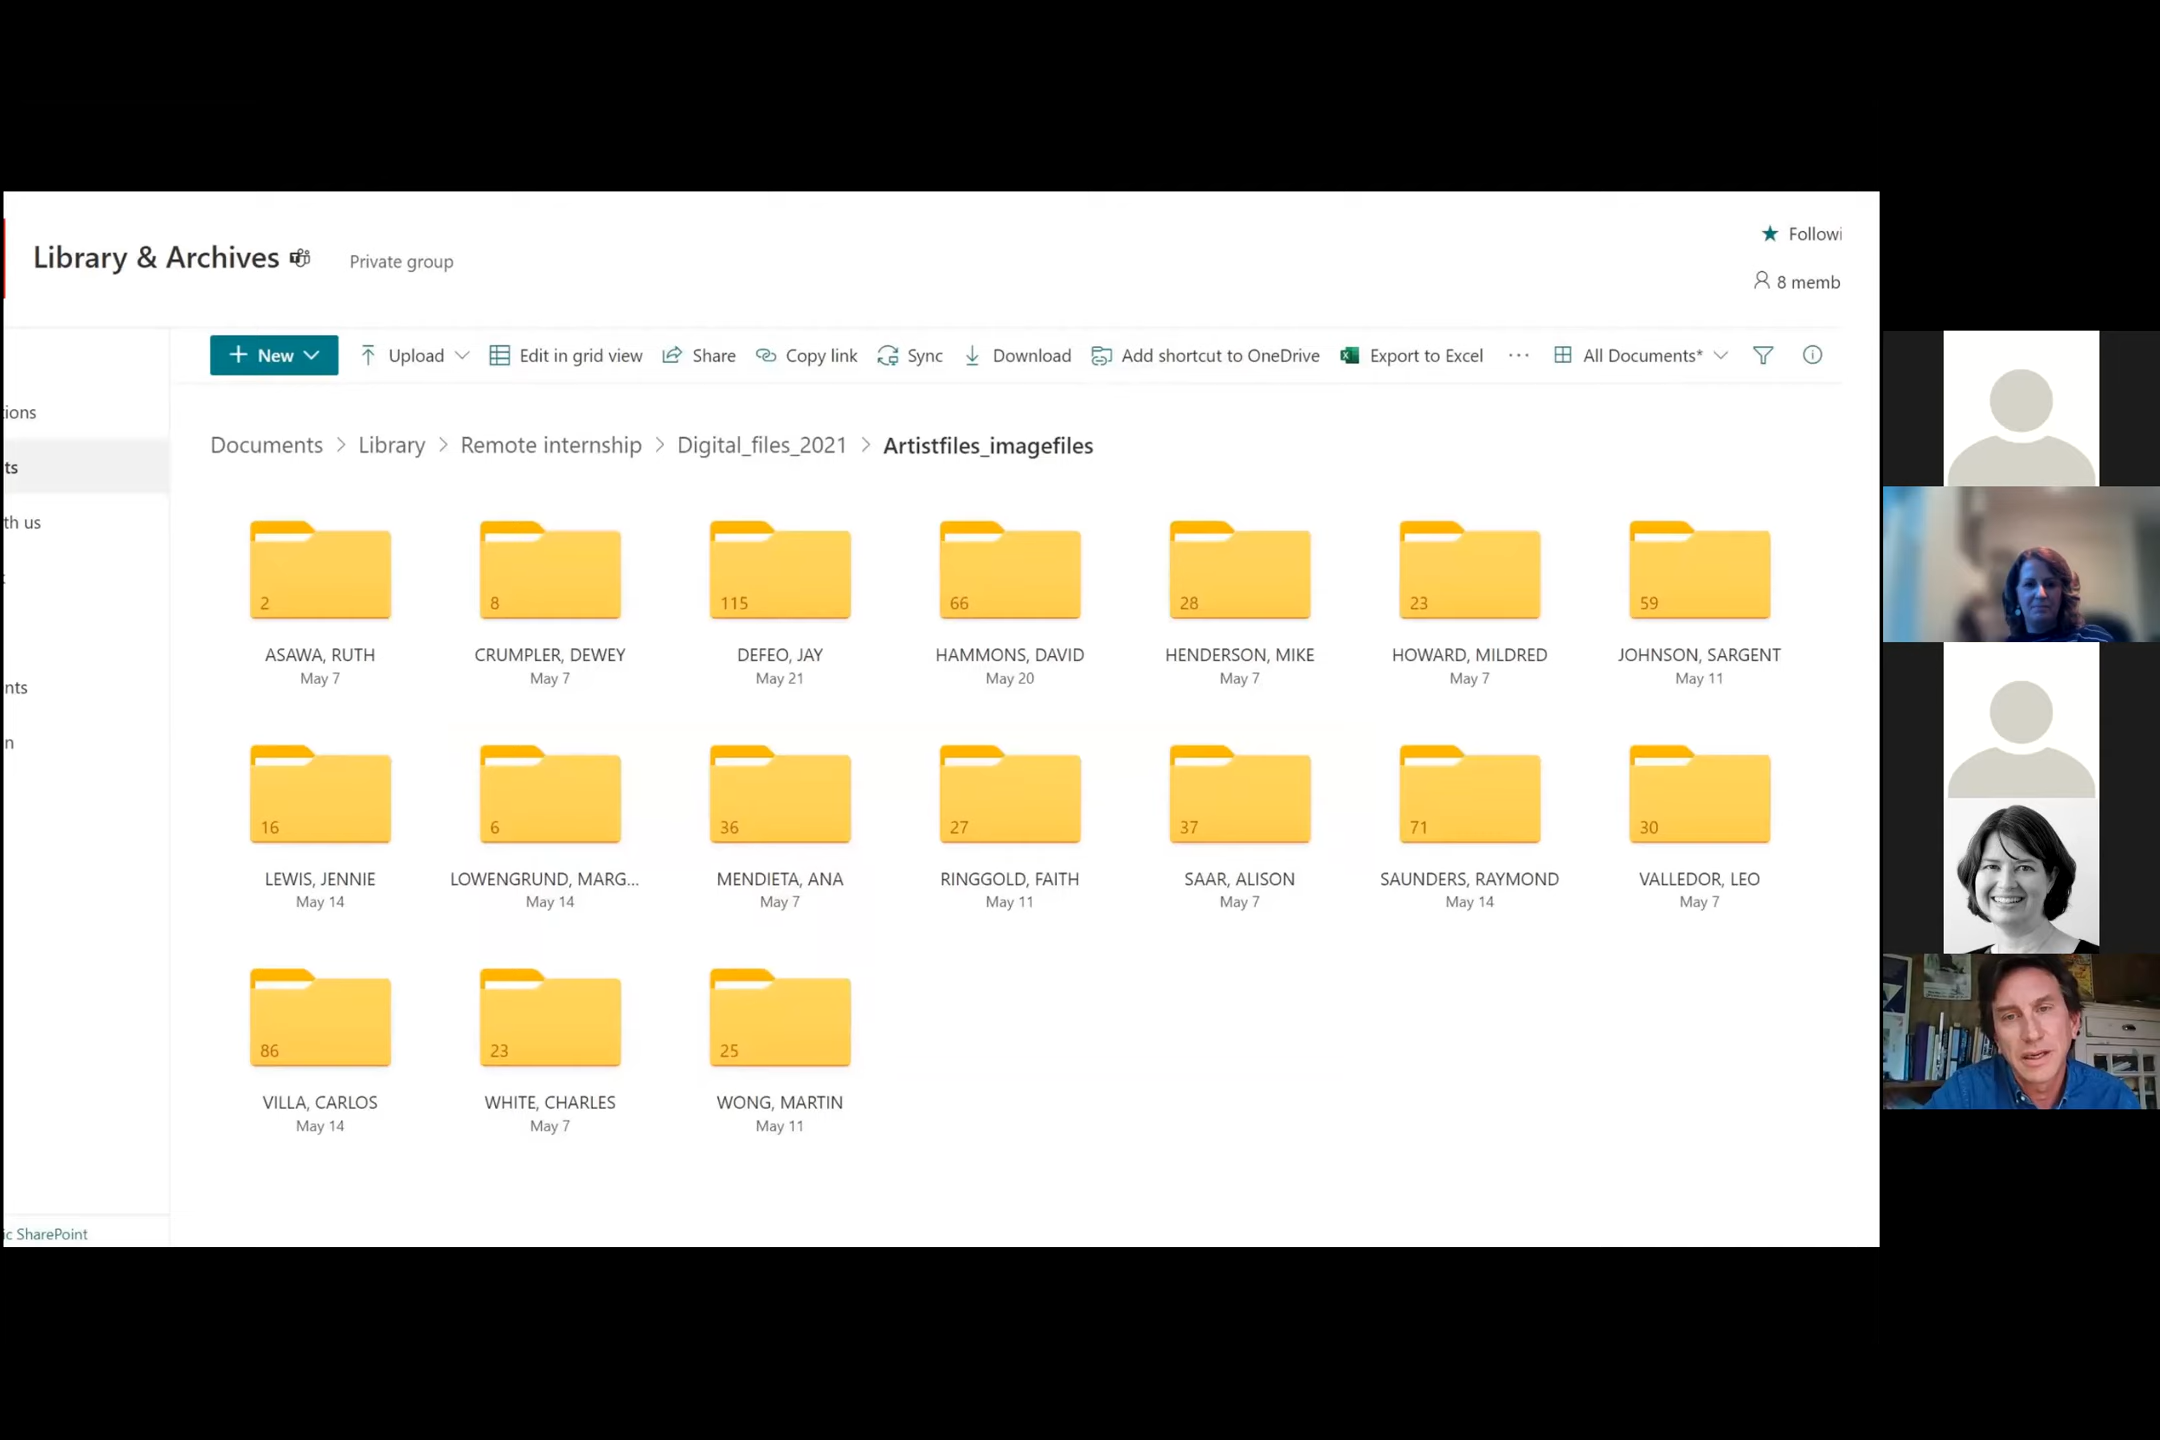 Library & Archives Private group
Followi
8 memb
New Upload Edit in grid view Share Copy link Sync Download Add shortcut to OneDrive Export to Excel ··· All Documents*
ions
ts
th us
nts
n
Documents > Library > Remote internship > Digital_files_2021 > Artistfiles_imagefiles
2 8 115 66 28 23 59
ASAWA, RUTH CRUMPLER, DEWEY DEFEO, JAY HAMMONS, DAVID HENDERSON, MIKE HOWARD, MILDRED JOHNSON, SARGENT
May 7 May 7 May 21 May 20 May 7 May 7 May 11
16 6 36 27 37 71 30
LEWIS, JENNIE LOWENGRUND, MARG... MENDIETA, ANA RINGGOLD, FAITH SAAR, ALISON SAUNDERS, RAYMOND VALLEDOR, LEO
May 14 May 14 May 7 May 11 May 7 May 14 May 7
86 23 25
VILLA, CARLOS WHITE, CHARLES WONG, MARTIN
May 14 May 7 May 11
ic SharePoint